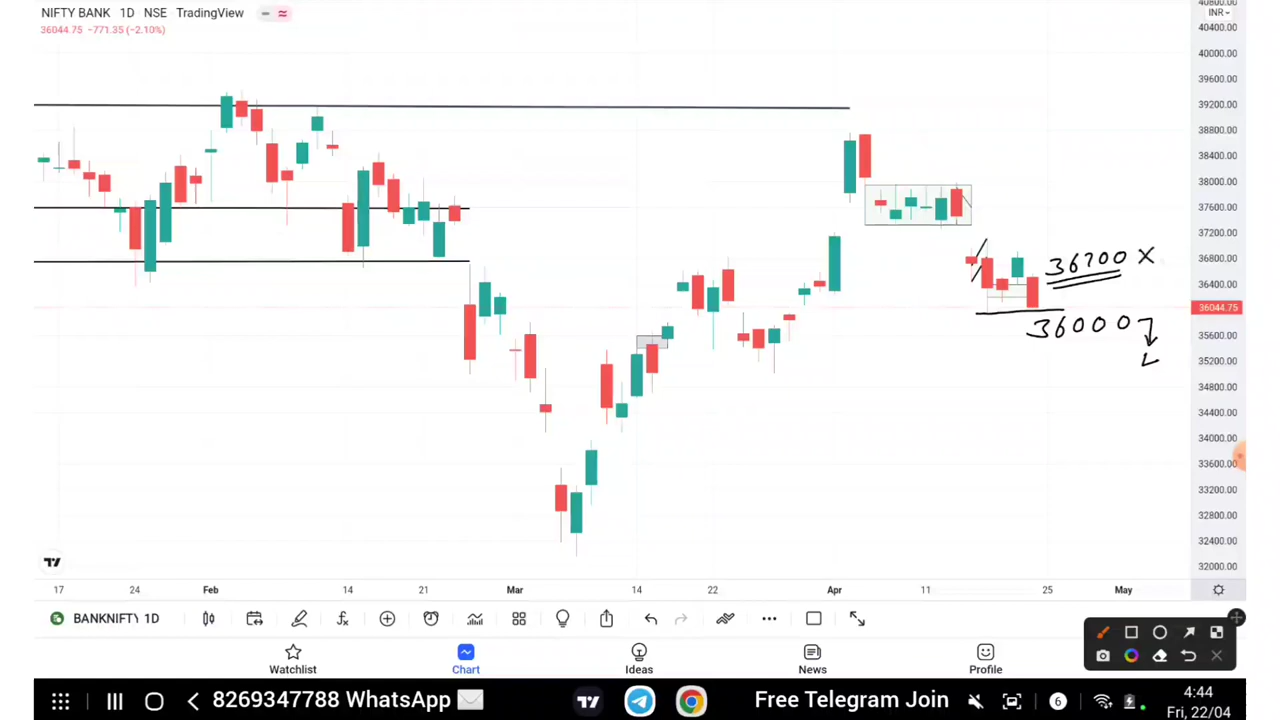 NIFTY BANK 1D NSE TradingView
36044.75 −771.35 (−2.10%)
40800.00
INR
40400.00
40000.00
39600.00
39200.00
38800.00
38400.00
38000.00
37600.00
37200.00
36800.00
36400.00
36044.75
35600.00
35200.00
34800.00
34400.00
34000.00
33600.00
33200.00
32800.00
32400.00
32000.00
36700 X
36000
17 24 Feb 14 21 Mar 14 22 Apr 11 25 May
BANKNIFTY 1D
Watchlist Chart Ideas News Profile
8269347788 WhatsApp Free Telegram Join 6 4:44
Fri, 22/04